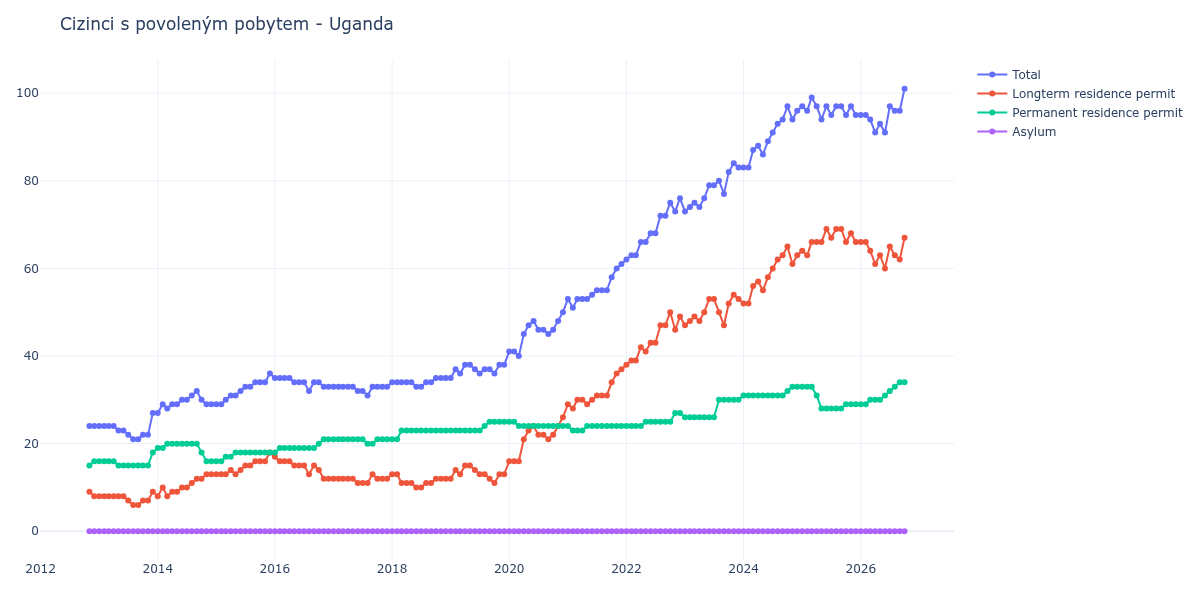 Cizinci s povoleným pobytem - Uganda
Total
Longterm residence permit
Permanent residence permit
Asylum
100
80
60
40
20
0
2012
2014
2016
2018
2020
2022
2024
2026